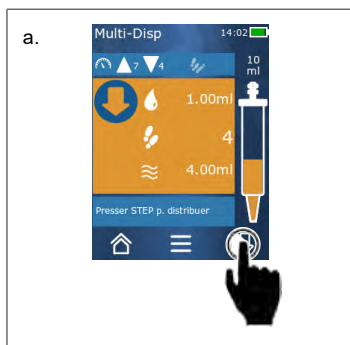 a.
Multi-Disp 14:02
7 4
10
ml
1.00ml
4
4.00ml
Presser STEP p. distribuer